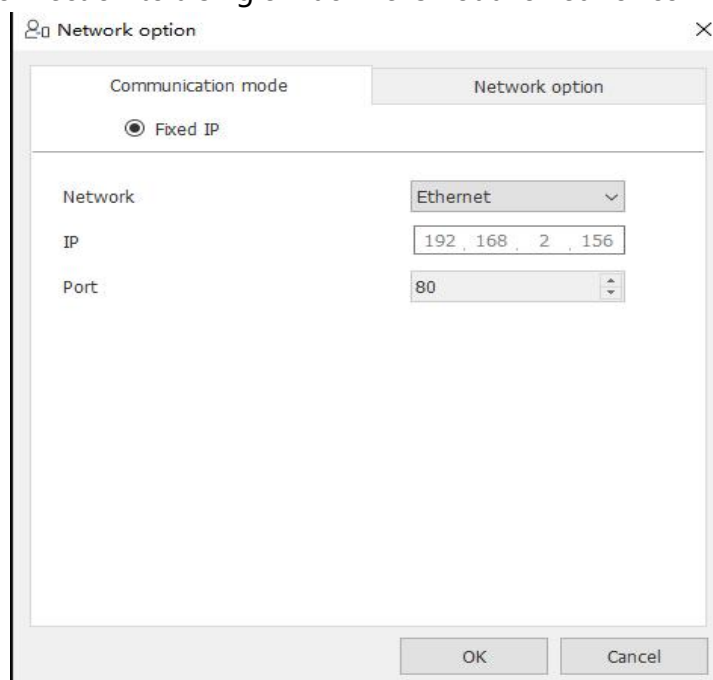 Network option
Communication mode Network option
Fixed IP
Network Ethernet
IP 192 . 168 . 2 . 156
Port 80
OK Cancel